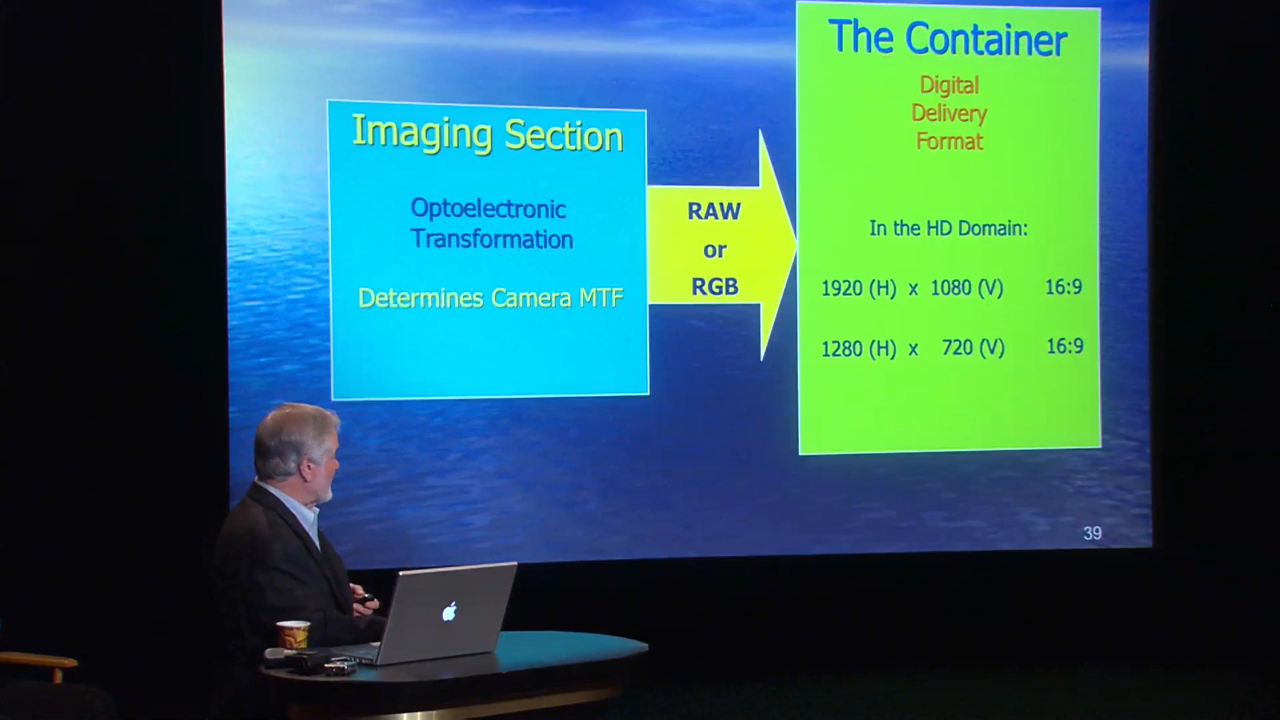 The Container
Digital
Delivery
Format
Imaging Section
Optoelectronic
Transformation
Determines Camera MTF
RAW
or
RGB
In the HD Domain:
1920 (H) x 1080 (V) 16:9
1280 (H) x 720 (V) 16:9
39